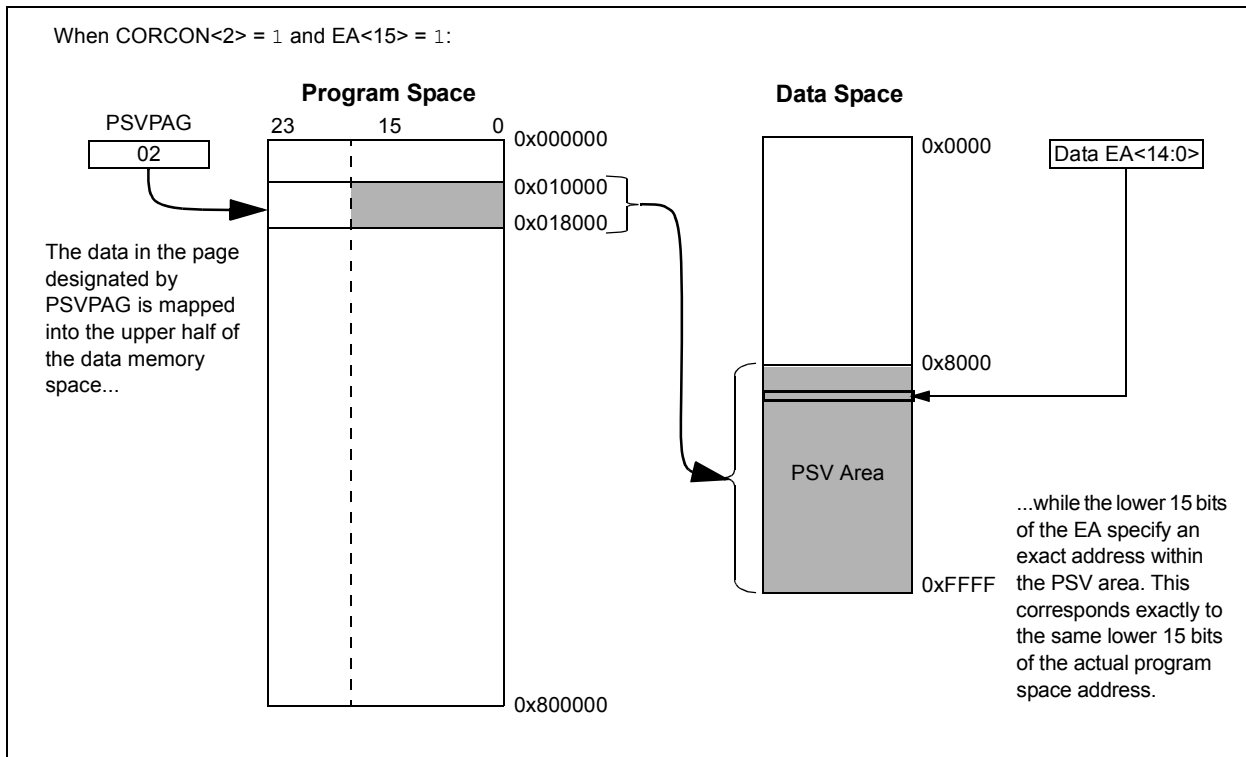 When CORCON<2> = 1 and EA<15> = 1:
Program Space
Data Space
PSVPAG
02
23 15 0
0x000000
0x010000
0x018000
0x800000
The data in the page
designated by
PSVPAG is mapped
into the upper half of
the data memory
space...
0x0000
0x8000
0xFFFF
PSV Area
Data EA<14:0>
...while the lower 15 bits
of the EA specify an
exact address within
the PSV area. This
corresponds exactly to
the same lower 15 bits
of the actual program
space address.